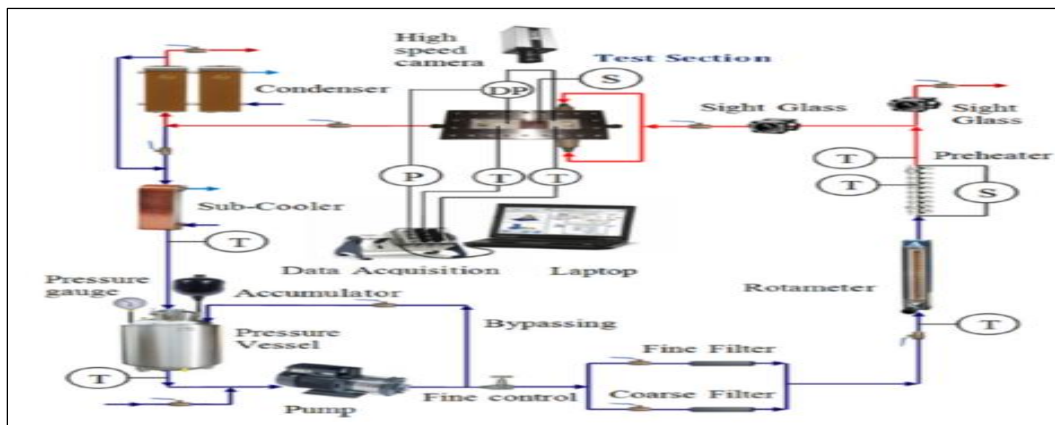 High
speed
camera
Test Section
DP
S
Condenser
Sight Glass
Sight
Glass
T
Preheater
P
T
T
T
S
Sub-Cooler
T
Data Acquisition
Laptop
Pressure
gauge
Accumulator
Rotameter
Bypassing
Pressure
Vessel
T
Fine Filter
T
Pump
Fine control
Coarse Filter